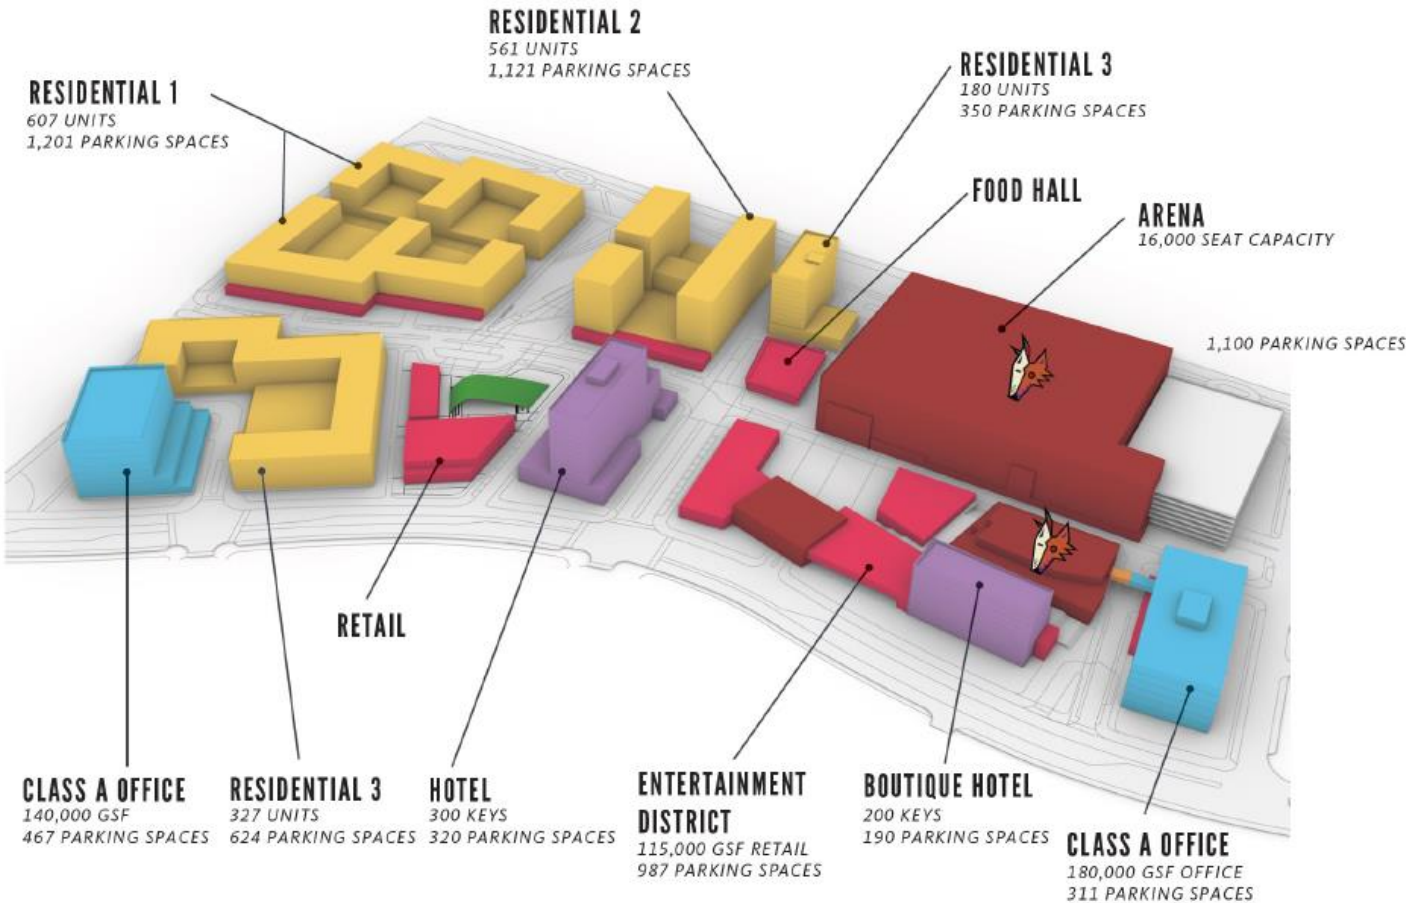 RESIDENTIAL 2
561 UNITS
1,121 PARKING SPACES
RESIDENTIAL 3
180 UNITS
350 PARKING SPACES
RESIDENTIAL 1
607 UNITS
1,201 PARKING SPACES
FOOD HALL
ARENA
16,000 SEAT CAPACITY
1,100 PARKING SPACES
RETAIL
CLASS A OFFICE
140,000 GSF
467 PARKING SPACES
RESIDENTIAL 3
327 UNITS
624 PARKING SPACES
HOTEL
300 KEYS
320 PARKING SPACES
ENTERTAINMENT
DISTRICT
115,000 GSF RETAIL
987 PARKING SPACES
BOUTIQUE HOTEL
200 KEYS
190 PARKING SPACES
CLASS A OFFICE
180,000 GSF OFFICE
311 PARKING SPACES